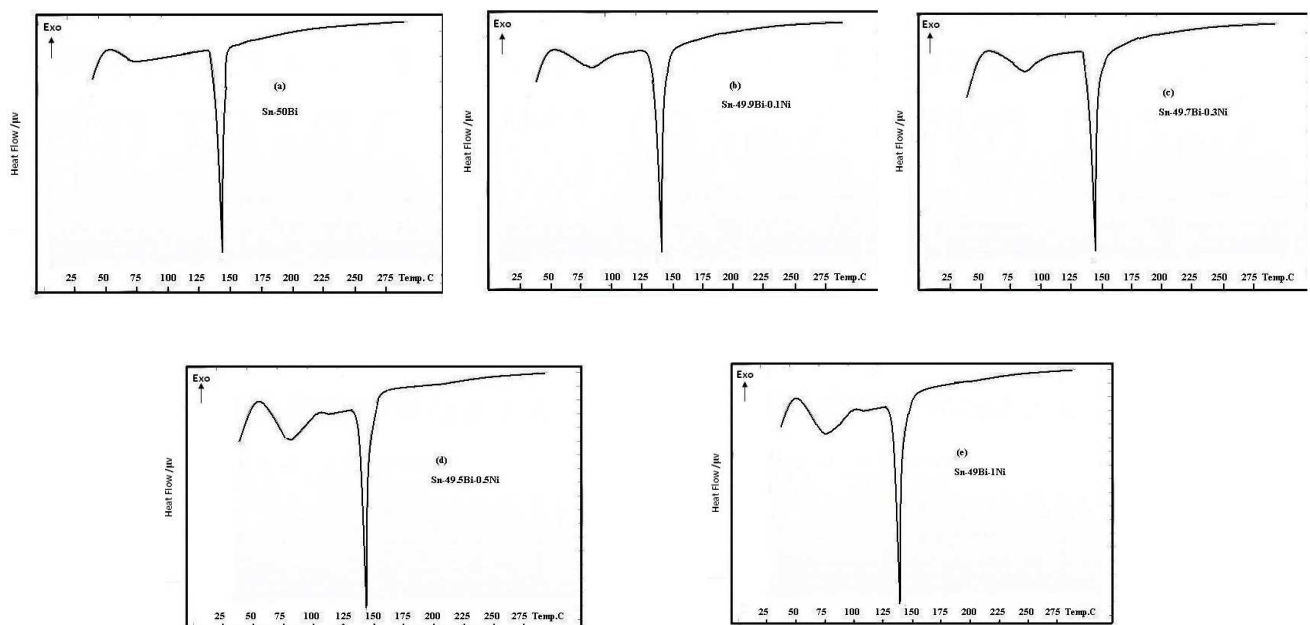 Exo
(a)
Sn-50Bi
Heat Flow /μv
25 50 75 100 125 150 175 200 225 250 275 Temp.C
Exo
(b)
Sn-49.9Bi-0.1Ni
Heat Flow /μv
25 50 75 100 125 150 175 200 225 250 275 Temp.C
Exo
(c)
Sn-49.7Bi-0.3Ni
Heat Flow /μv
25 50 75 100 125 150 175 200 225 250 275 Temp.C
Exo
(d)
Sn-49.5Bi-0.5Ni
Heat Flow /μv
25 50 75 100 125 150 175 200 225 250 275 Temp.C
Exo
(e)
Sn-49Bi-1Ni
Heat Flow /μv
25 50 75 100 125 150 175 200 225 250 275 Temp.C